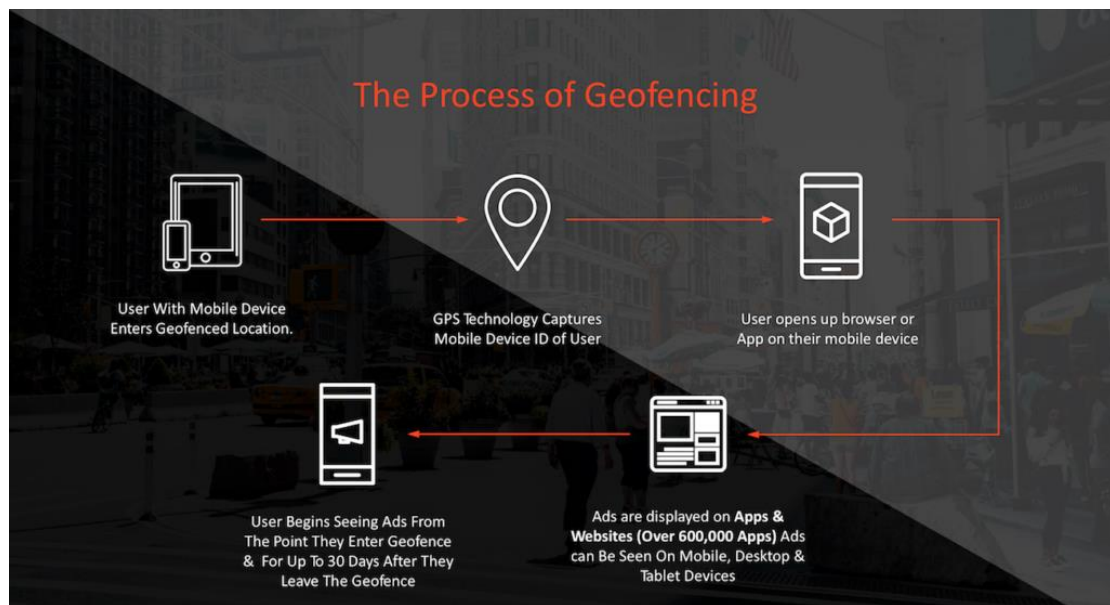 The Process of Geofencing
User With Mobile Device
Enters Geofenced Location.
GPS Technology Captures
Mobile Device ID of User
User opens up browser or
App on their mobile device
Ads are displayed on Apps &
Websites (Over 600,000 Apps) Ads
can Be Seen On Mobile, Desktop &
Tablet Devices
User Begins Seeing Ads From
The Point They Enter Geofence
& For Up To 30 Days After They
Leave The Geofence